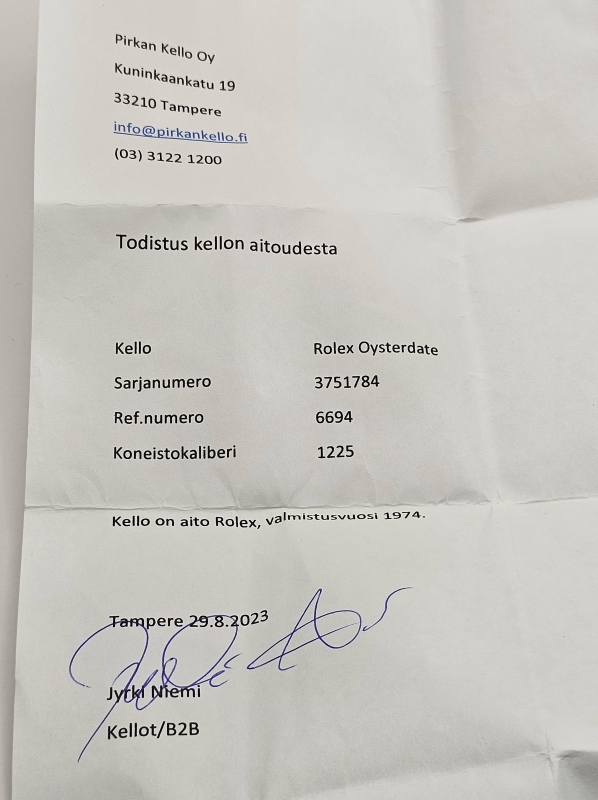 Pirkan Kello Oy
Kuninkaankatu 19
33210 Tampere
info@pirkankello.fi
(03) 3122 1200
Todistus kellon aitoudesta
Kello Rolex Oysterdate
Sarjanumero 3751784
Ref.numero 6694
Koneistokaliberi 1225
Kello on aito Rolex, valmistusvuosi 1974.
Tampere 29.8.2023
Jyrki Niemi
Kellot/B2B